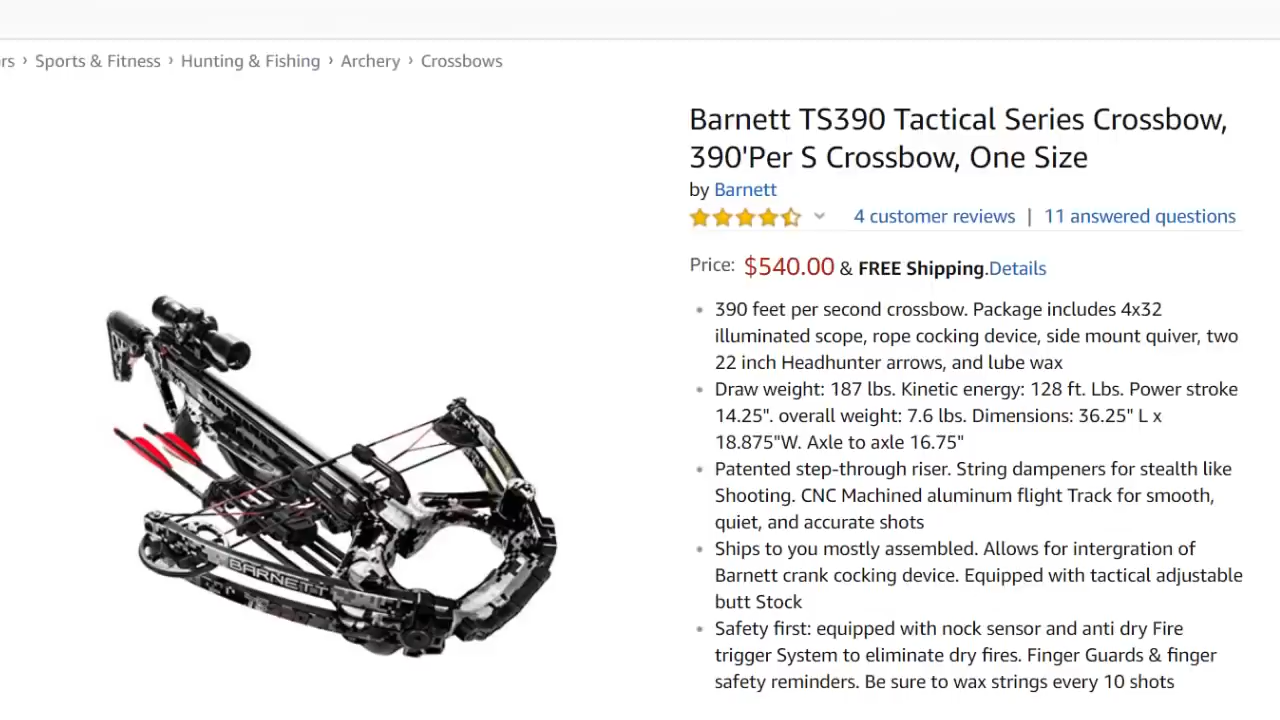 rs › Sports & Fitness › Hunting & Fishing › Archery › Crossbows
Barnett TS390 Tactical Series Crossbow,
390'Per S Crossbow, One Size
by Barnett
4 customer reviews | 11 answered questions
Price: $540.00 & FREE Shipping.Details
• 390 feet per second crossbow. Package includes 4x32
illuminated scope, rope cocking device, side mount quiver, two
22 inch Headhunter arrows, and lube wax
• Draw weight: 187 lbs. Kinetic energy: 128 ft. Lbs. Power stroke
14.25". overall weight: 7.6 lbs. Dimensions: 36.25" L x
18.875"W. Axle to axle 16.75"
• Patented step-through riser. String dampeners for stealth like
Shooting. CNC Machined aluminum flight Track for smooth,
quiet, and accurate shots
• Ships to you mostly assembled. Allows for intergration of
Barnett crank cocking device. Equipped with tactical adjustable
butt Stock
• Safety first: equipped with nock sensor and anti dry Fire
trigger System to eliminate dry fires. Finger Guards & finger
safety reminders. Be sure to wax strings every 10 shots
BARNETT